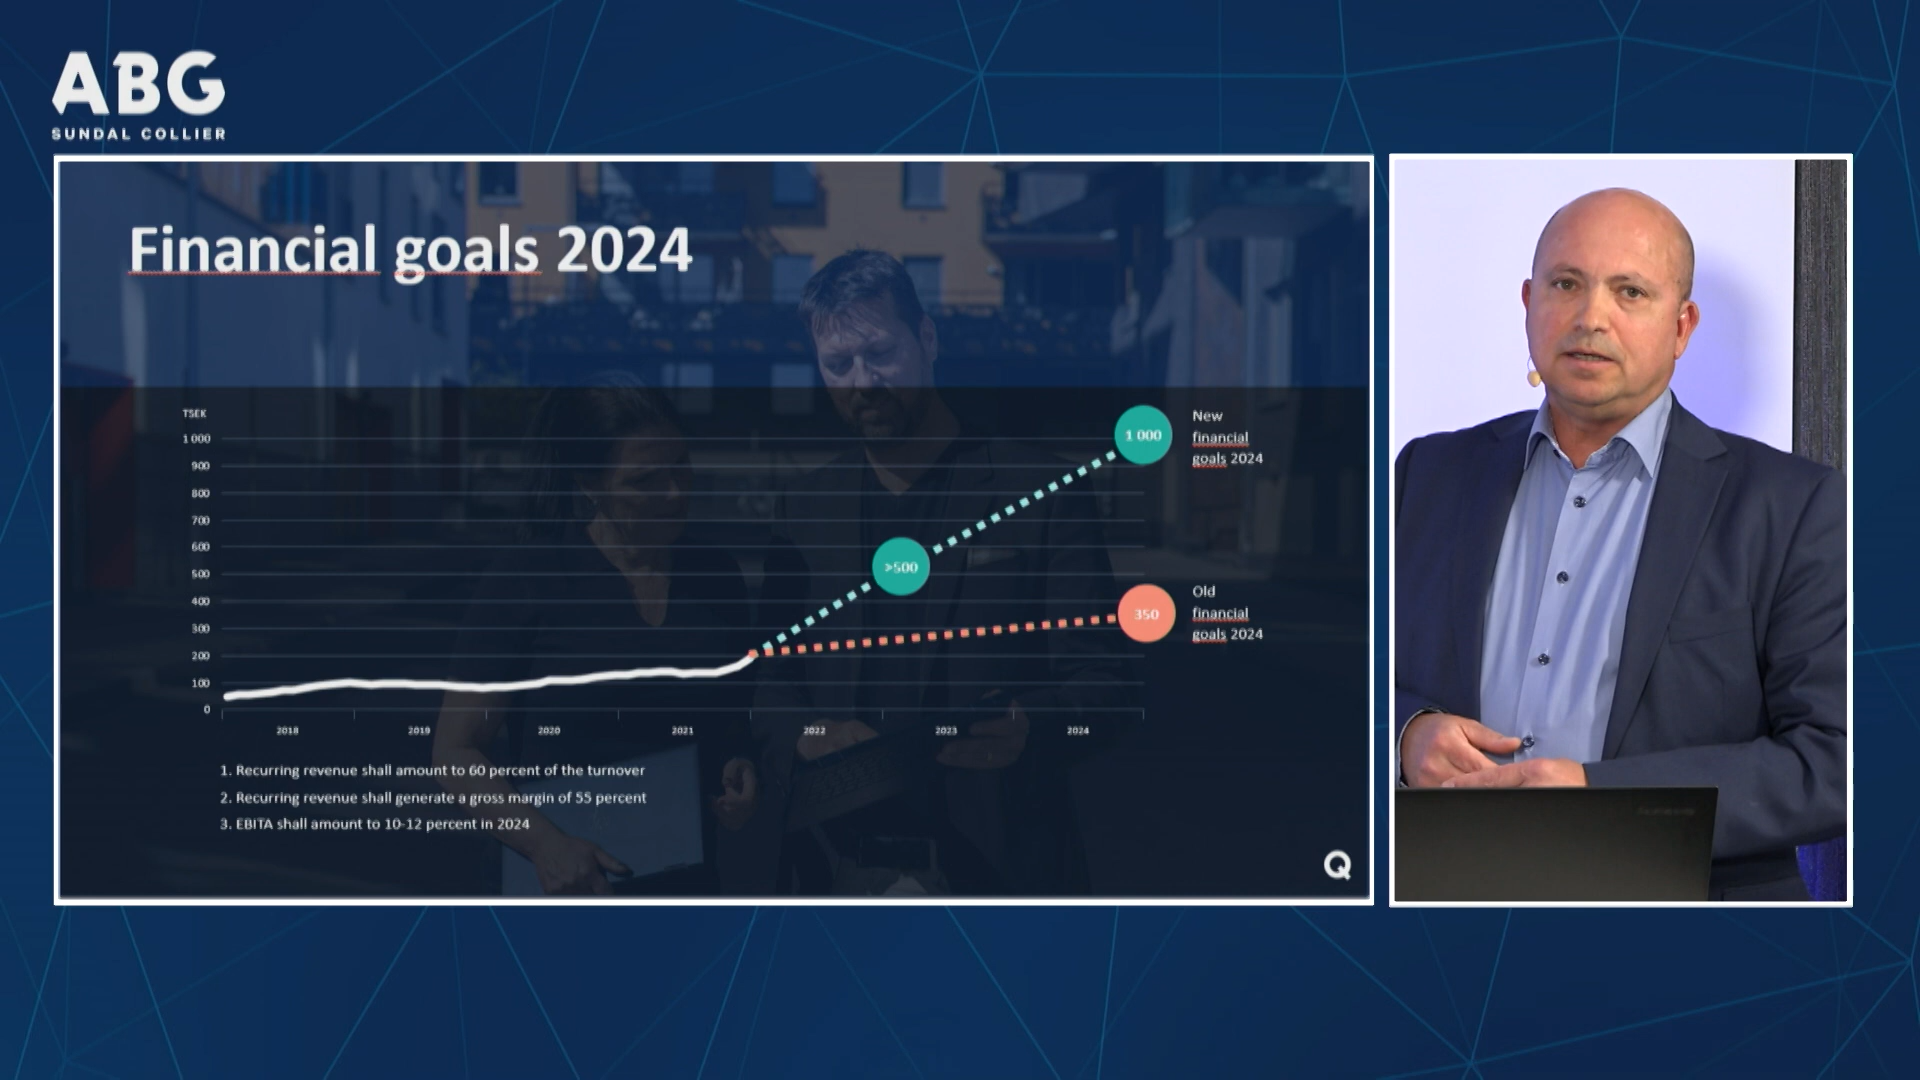 ABG
SUNDAL COLLIER
Financial goals 2024
TSEK
1 000
900
800
700
600
500
400
300
200
100
0
2018
2019
2020
2021
2022
2023
2024
1 000
>500
350
New
financial
goals 2024
Old
financial
goals 2024
1. Recurring revenue shall amount to 60 percent of the turnover
2. Recurring revenue shall generate a gross margin of 55 percent
3. EBITA shall amount to 10-12 percent in 2024
Q